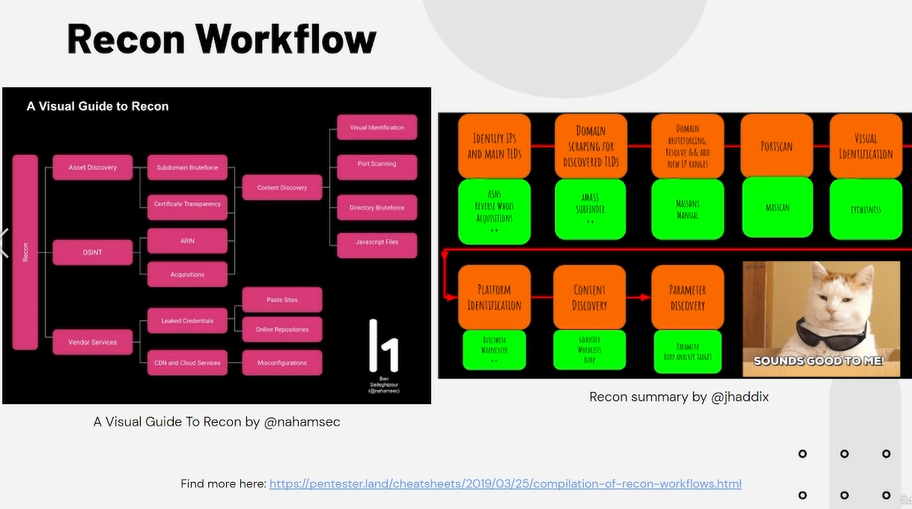 Recon Workflow
A Visual Guide to Recon
Recon
Asset Discovery
OSINT
Vendor Services
Subdomain Bruteforce
Certificate Transparency
ARIN
Acquisitions
Leaked Credentials
CDN and Cloud Services
Content Discovery
Paste Sites
Online Repositories
Misconfigurations
Visual Identification
Port Scanning
Directory Bruteforce
Javascript Files
h1
Ben
Sadeghipour
(@nahamsec)
A Visual Guide To Recon by @nahamsec
Identify IPs
and main TLDs
ASNs
Reverse Whois
Acquisitions
++
Domain
scraping for
discovered TLDs
Amass
Subfinder
++
Domain
bruteforcing,
Resolve && add
new IP ranges
Massdns
Manual
Portscan
masscan
Visual
Identification
eyewitness
Platform
Identification
Builtwith
Wappalyzer
++
Content
Discovery
Gobuster
Wordlists
Burp
Parameter
discovery
Parameth
Burp analyze target
SOUNDS GOOD TO ME!
Recon summary by @jhaddix
Find more here: https://pentester.land/cheatsheets/2019/03/25/compilation-of-recon-workflows.html